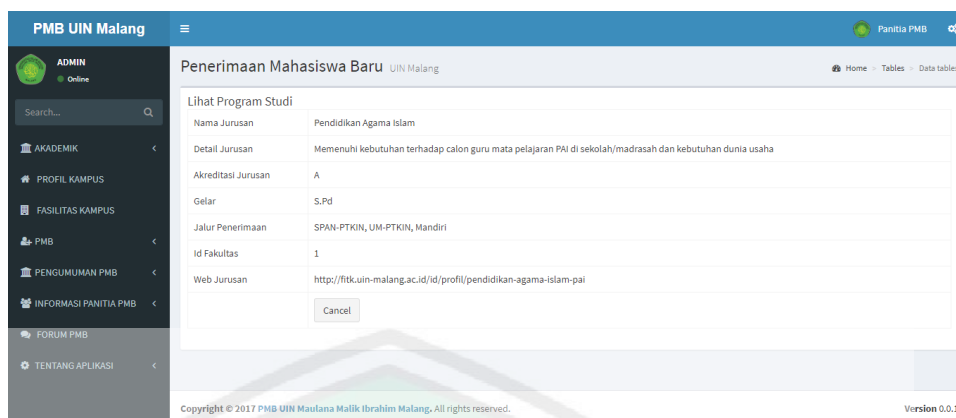 PMB UIN Malang
Panitia PMB
ADMIN
Online
Penerimaan Mahasiswa Baru UIN Malang
Home > Tables > Data tables
Search...
Lihat Program Studi
Nama Jurusan Pendidikan Agama Islam
AKADEMIK
Detail Jurusan Memenuhi kebutuhan terhadap calon guru mata pelajaran PAI di sekolah/madrasah dan kebutuhan dunia usaha
PROFIL KAMPUS
Akreditasi Jurusan A
Gelar S.Pd
FASILITAS KAMPUS
Jalur Penerimaan SPAN-PTKIN, UM-PTKIN, Mandiri
PMB
Id Fakultas 1
PENGUMUMAN PMB
Web Jurusan http://fitk.uin-malang.ac.id/id/profil/pendidikan-agama-islam-pai
INFORMASI PANITIA PMB
Cancel
FORUM PMB
TENTANG APLIKASI
Copyright © 2017 PMB UIN Maulana Malik Ibrahim Malang. All rights reserved.
Version 0.0.1